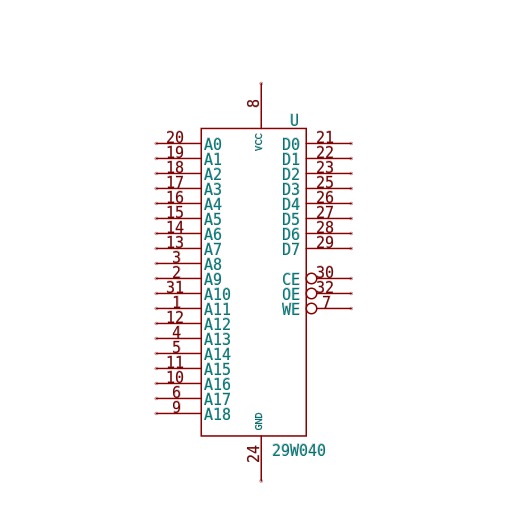 8
U
VCC
20 A0 D0 21
19 A1 D1 22
18 A2 D2 23
17 A3 D3 25
16 A4 D4 26
15 A5 D5 27
14 A6 D6 28
13 A7 D7 29
3 A8
2 A9 CE 30
31 A10 OE 32
1 A11 WE 7
12 A12
4 A13
5 A14
11 A15
10 A16
6 A17
9 A18
GND
24 29W040